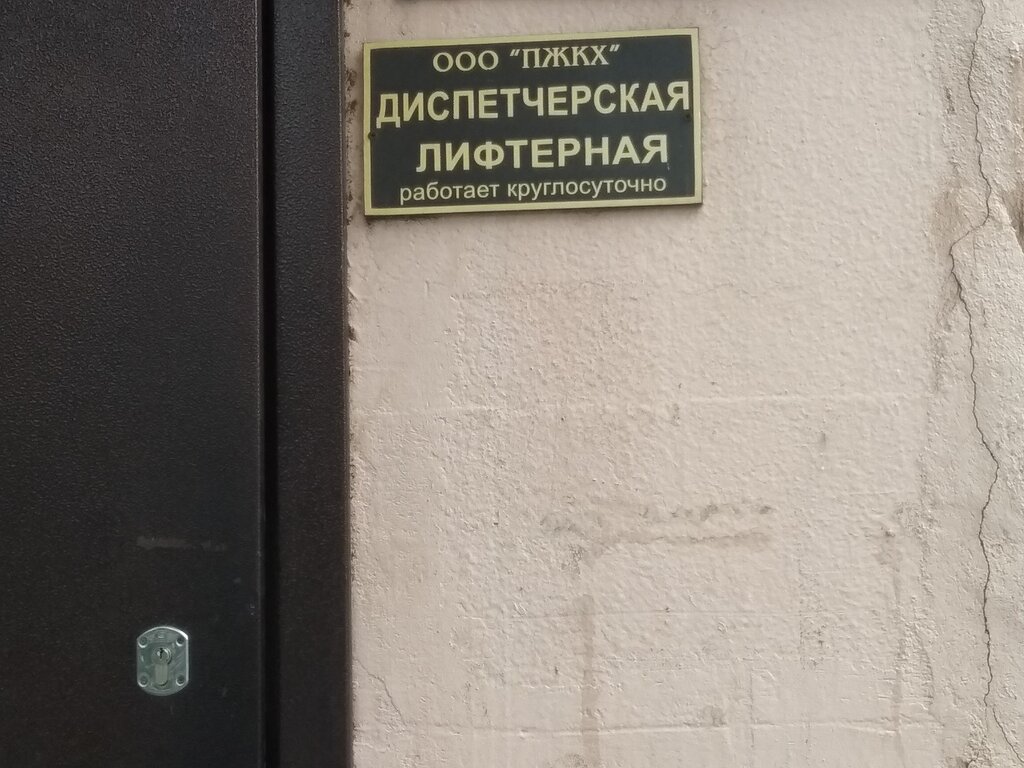 ООО "ПЖКХ"
ДИСПЕТЧЕРСКАЯ
ЛИФТЕРНАЯ
работает круглосуточно